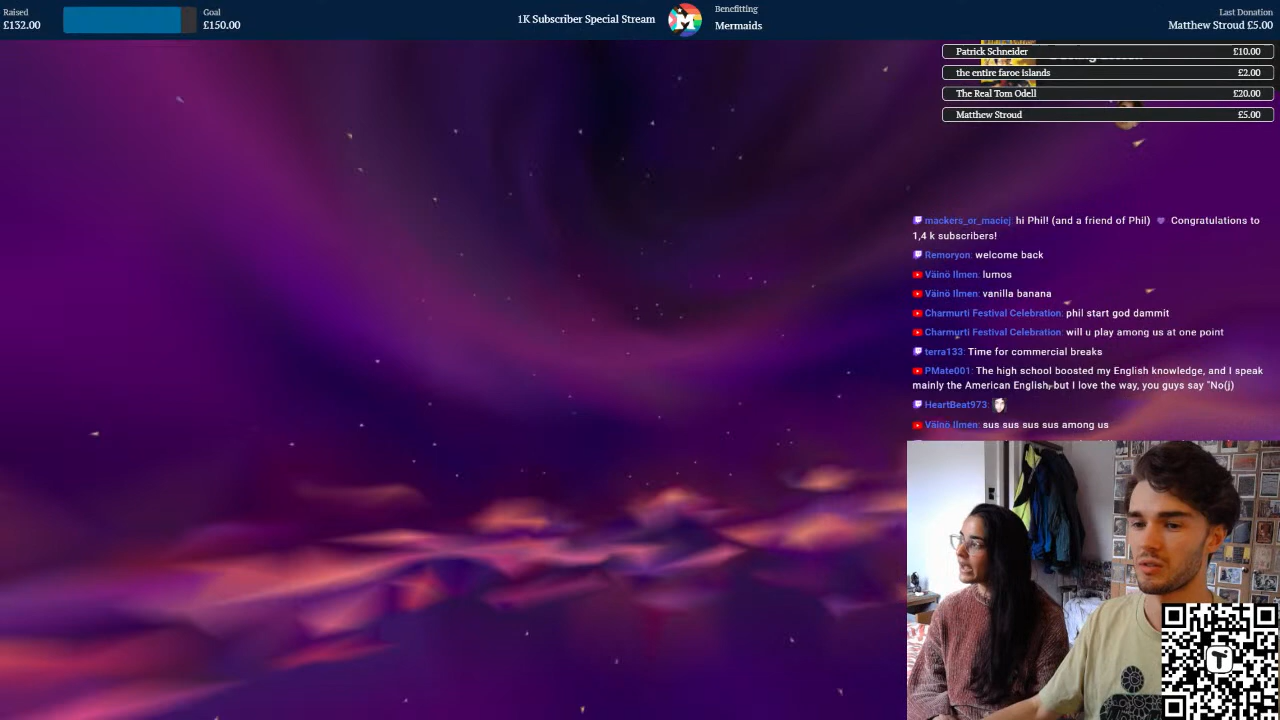 Raised
£132.00
Goal
£150.00
1K Subscriber Special Stream
M
Benefitting
Mermaids
Last Donation
Matthew Stroud £5.00
Patrick Schneider £10.00
the entire faroe islands £2.00
The Real Tom Odell £20.00
Matthew Stroud £5.00
mackers_or_maciej: hi Phil! (and a friend of Phil) 💜 Congratulations to
1,4 k subscribers!
Remoryon: welcome back
Väinö Ilmen: lumos
Väinö Ilmen: vanilla banana
Charmurti Festival Celebration: phil start god dammit
Charmurti Festival Celebration: will u play among us at one point
terra133: Time for commercial breaks
PMate001: The high school boosted my English knowledge, and I speak
mainly the American English, but I love the way, you guys say "No(j)
HeartBeat973:
Väinö Ilmen: sus sus sus sus among us
T